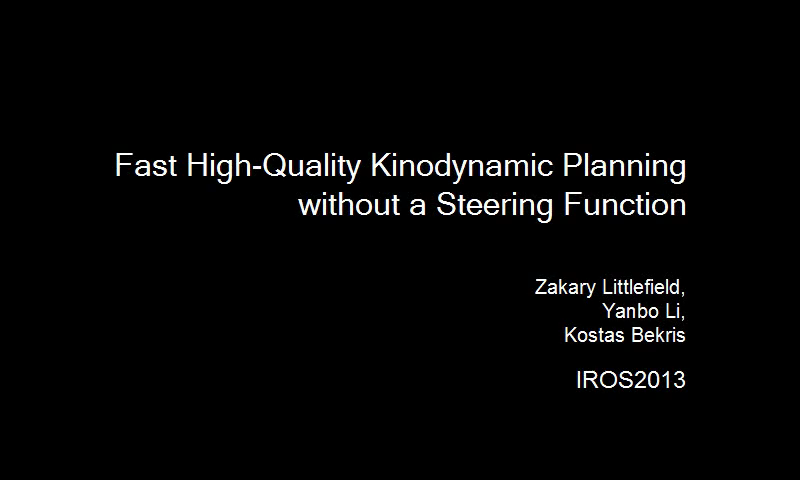 Fast High-Quality Kinodynamic Planning
without a Steering Function
Zakary Littlefield,
Yanbo Li,
Kostas Bekris
IROS2013